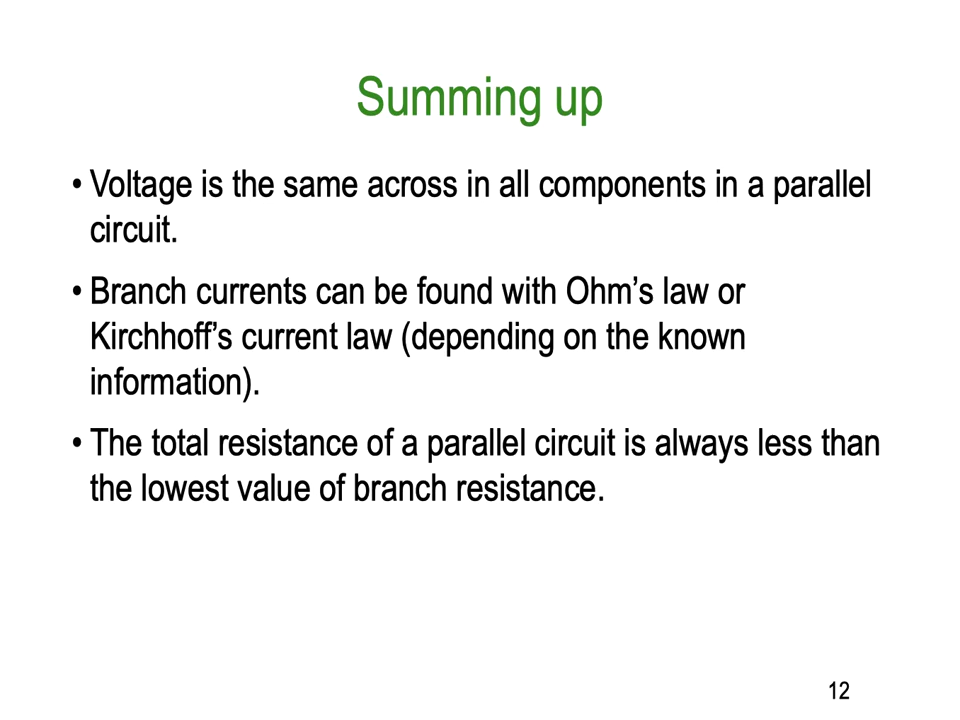 Summing up
• Voltage is the same across in all components in a parallel
circuit.
• Branch currents can be found with Ohm’s law or
Kirchhoff’s current law (depending on the known
information).
• The total resistance of a parallel circuit is always less than
the lowest value of branch resistance.
12